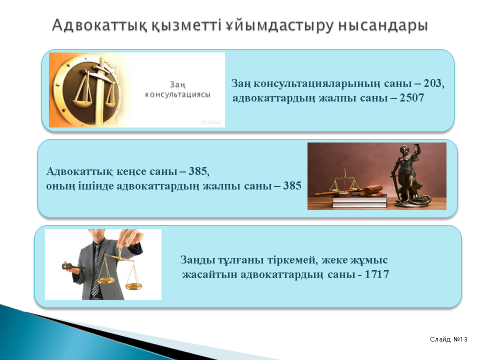 Адвокаттық қызметті ұйымдастыру нысандары
Заң
консультациясы
Заң консультацияларының саны – 203,
адвокаттардың жалпы саны – 2507
Адвокаттық кеңсе саны – 385,
оның ішінде адвокаттардың жалпы саны – 385
Заңды тұлғаны тіркемей, жеке жұмыс
жасайтын адвокаттардың саны - 1717
Слайд №13